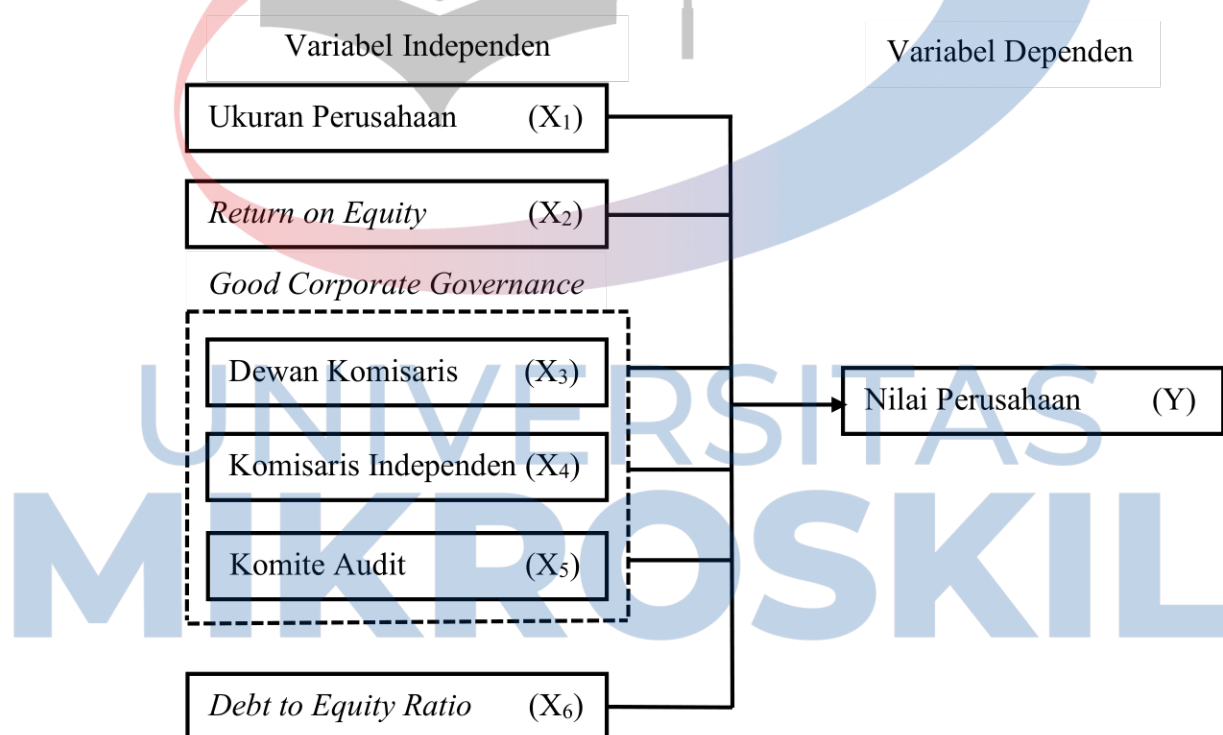 Variabel Independen
Variabel Dependen
Ukuran Perusahaan (X₁)
Return on Equity (X₂)
Good Corporate Governance
Dewan Komisaris (X₃)
Komisaris Independen (X₄)
Komite Audit (X₅)
Debt to Equity Ratio (X₆)
Nilai Perusahaan (Y)
UNIVERSITAS
MIKROSKIL